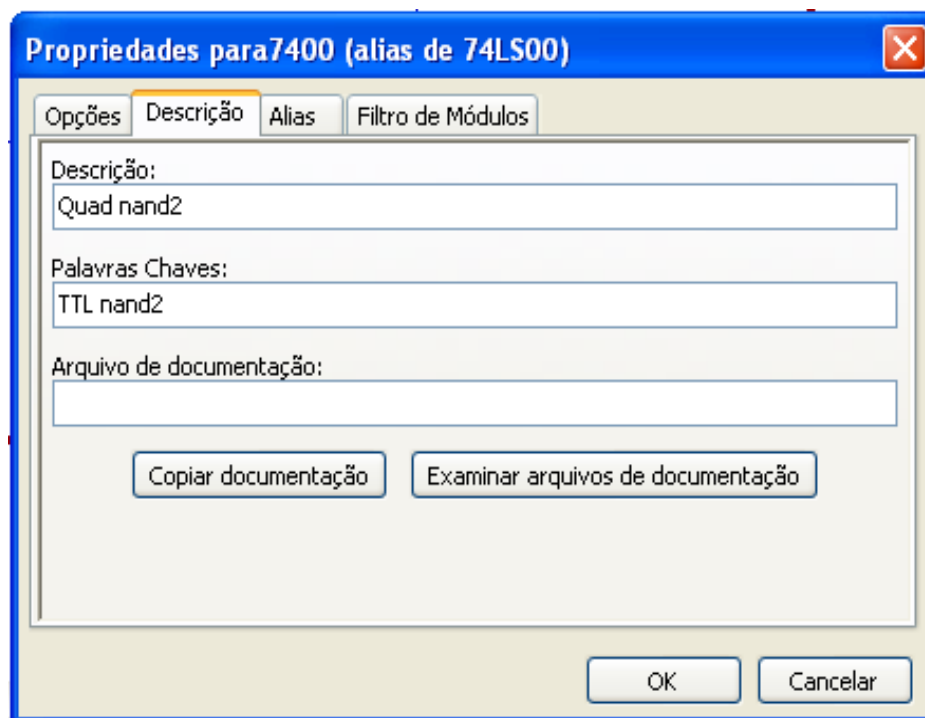 Propriedades para7400 (alias de 74LS00)
Opções Descrição Alias Filtro de Módulos
Descrição:
Quad nand2
Palavras Chaves:
TTL nand2
Arquivo de documentação:
Copiar documentação Examinar arquivos de documentação
OK Cancelar